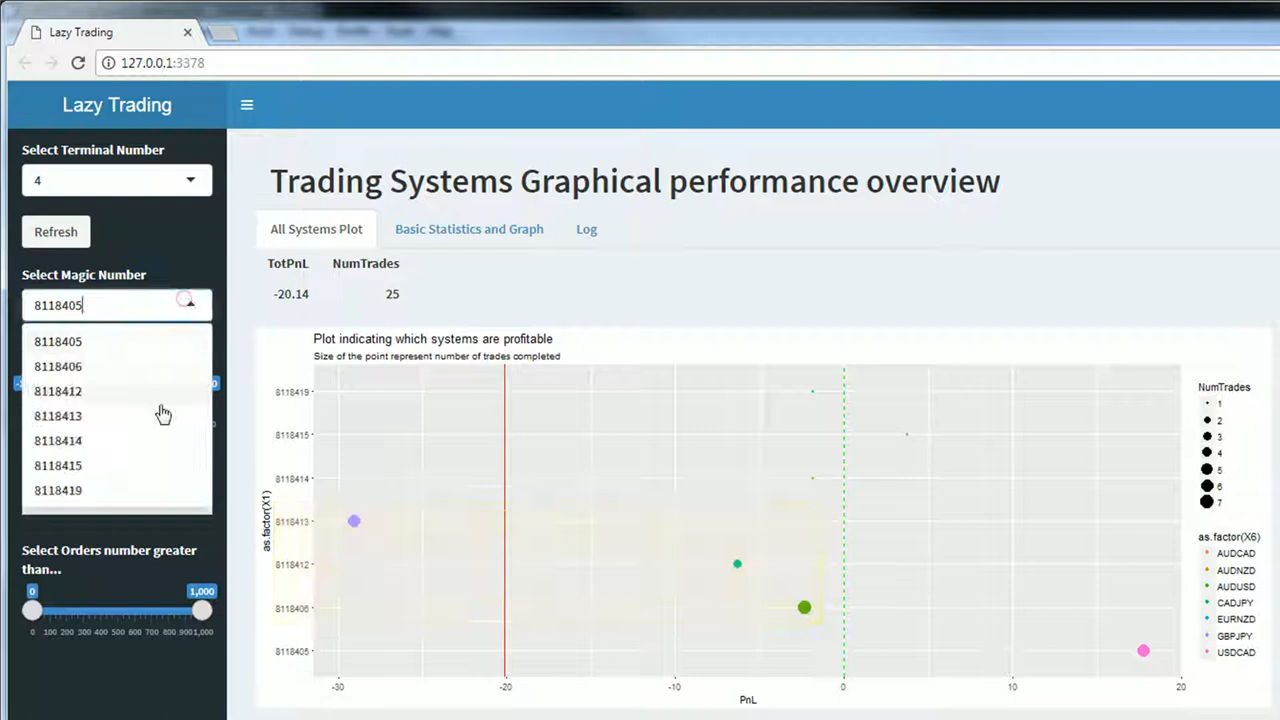 Lazy Trading
127.0.0.1:3378
Lazy Trading
Select Terminal Number
4
Refresh
Select Magic Number
8118405
8118405
8118406
8118412
8118413
8118414
8118415
8118419
Select Orders number greater
than...
0 1,000
0 100 200 300 400 500 600 700 800 900 1,000
Trading Systems Graphical performance overview
All Systems Plot Basic Statistics and Graph Log
TotPnL NumTrades
-20.14 25
Plot indicating which systems are profitable
Size of the point represent number of trades completed
as.factor(X1)
8118419
8118415
8118414
8118413
8118412
8118406
8118405
-30 -20 -10 0 10 20
PnL
NumTrades
1
2
3
4
5
6
7
as.factor(X6)
AUDCAD
AUDNZD
AUDUSD
CADJPY
EURNZD
GBPJPY
USDCAD